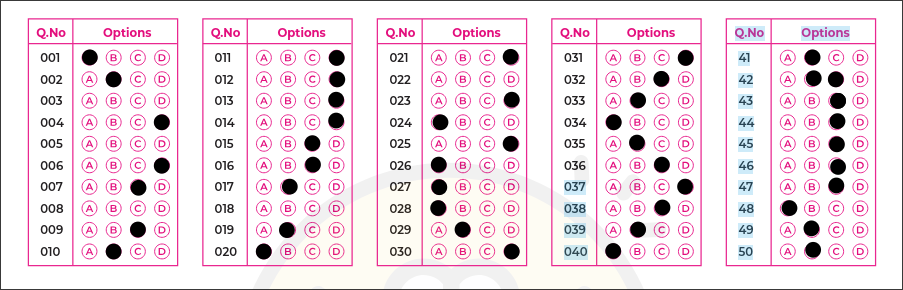 Q.No Options
001 B C D
002 A C D
003 A B C D
004 A B C
005 A B C D
006 A B C
007 A B D
008 A B C D
009 A B D
010 A C D
Q.No Options
011 A B C
012 A B C
013 A B C
014 A B C
015 A B D
016 A B D
017 A C D
018 A B C D
019 A C D
020 B C D
Q.No Options
021 A B C
022 A B C D
023 A B C
024 B C D
025 A B C
026 B C D
027 B C D
028 B C D
029 A C D
030 A B C
Q.No Options
031 A B C
032 A B D
033 A C D
034 B C D
035 A C D
036 A B D
037 A B C
038 A B D
039 A C D
040 B C D
Q.No Options
41 A C D
42 A D
43 A B D
44 A B D
45 A B D
46 A B D
47 A B D
48 B C D
49 A C D
50 A C D